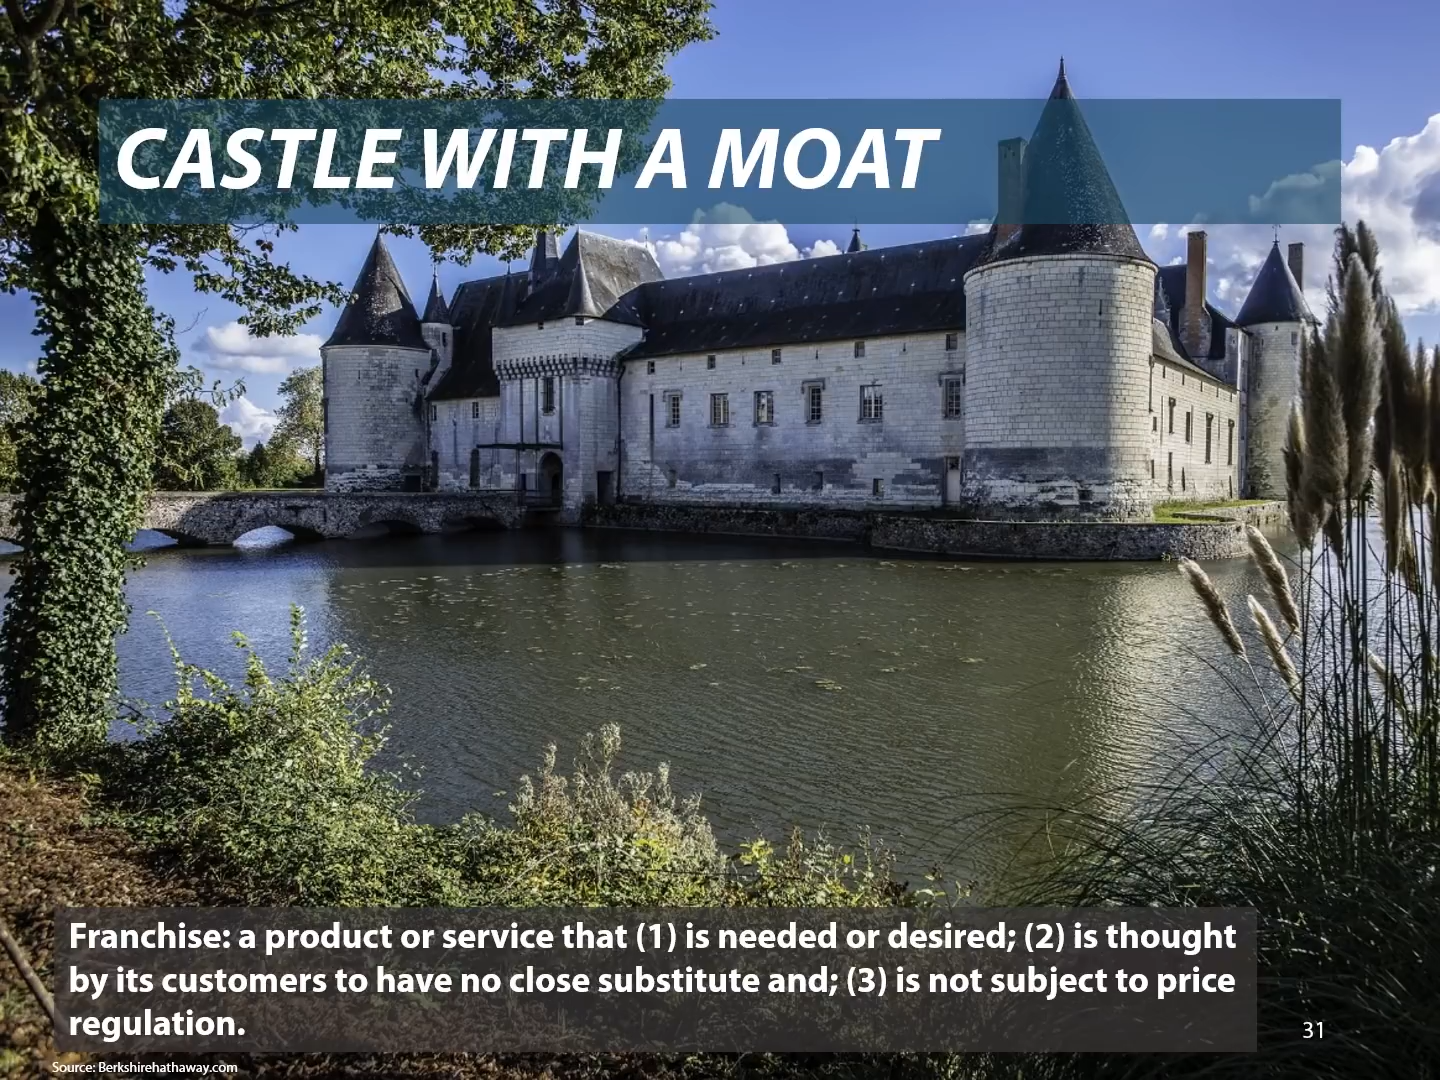 CASTLE WITH A MOAT
Franchise: a product or service that (1) is needed or desired; (2) is thought
by its customers to have no close substitute and; (3) is not subject to price
regulation.
31
Source: Berkshirehathaway.com